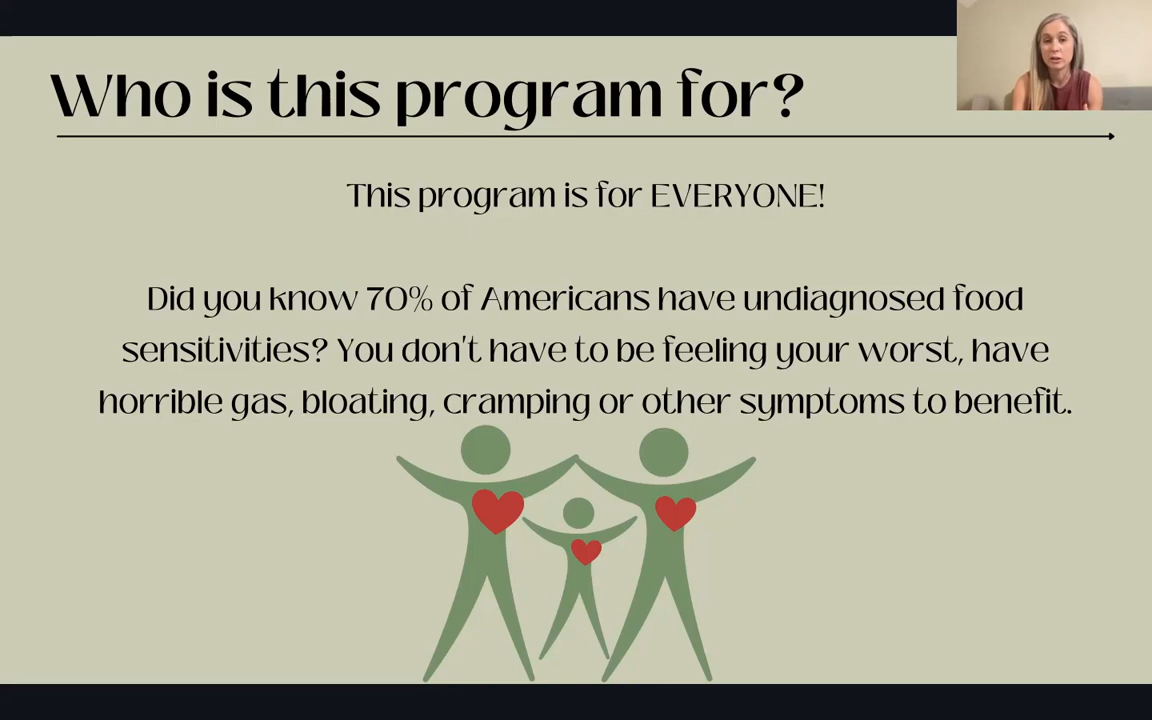 Who is this program for?
This program is for EVERYONE!
Did you know 70% of Americans have undiagnosed food
sensitivities? You don't have to be feeling your worst, have
horrible gas, bloating, cramping or other symptoms to benefit.